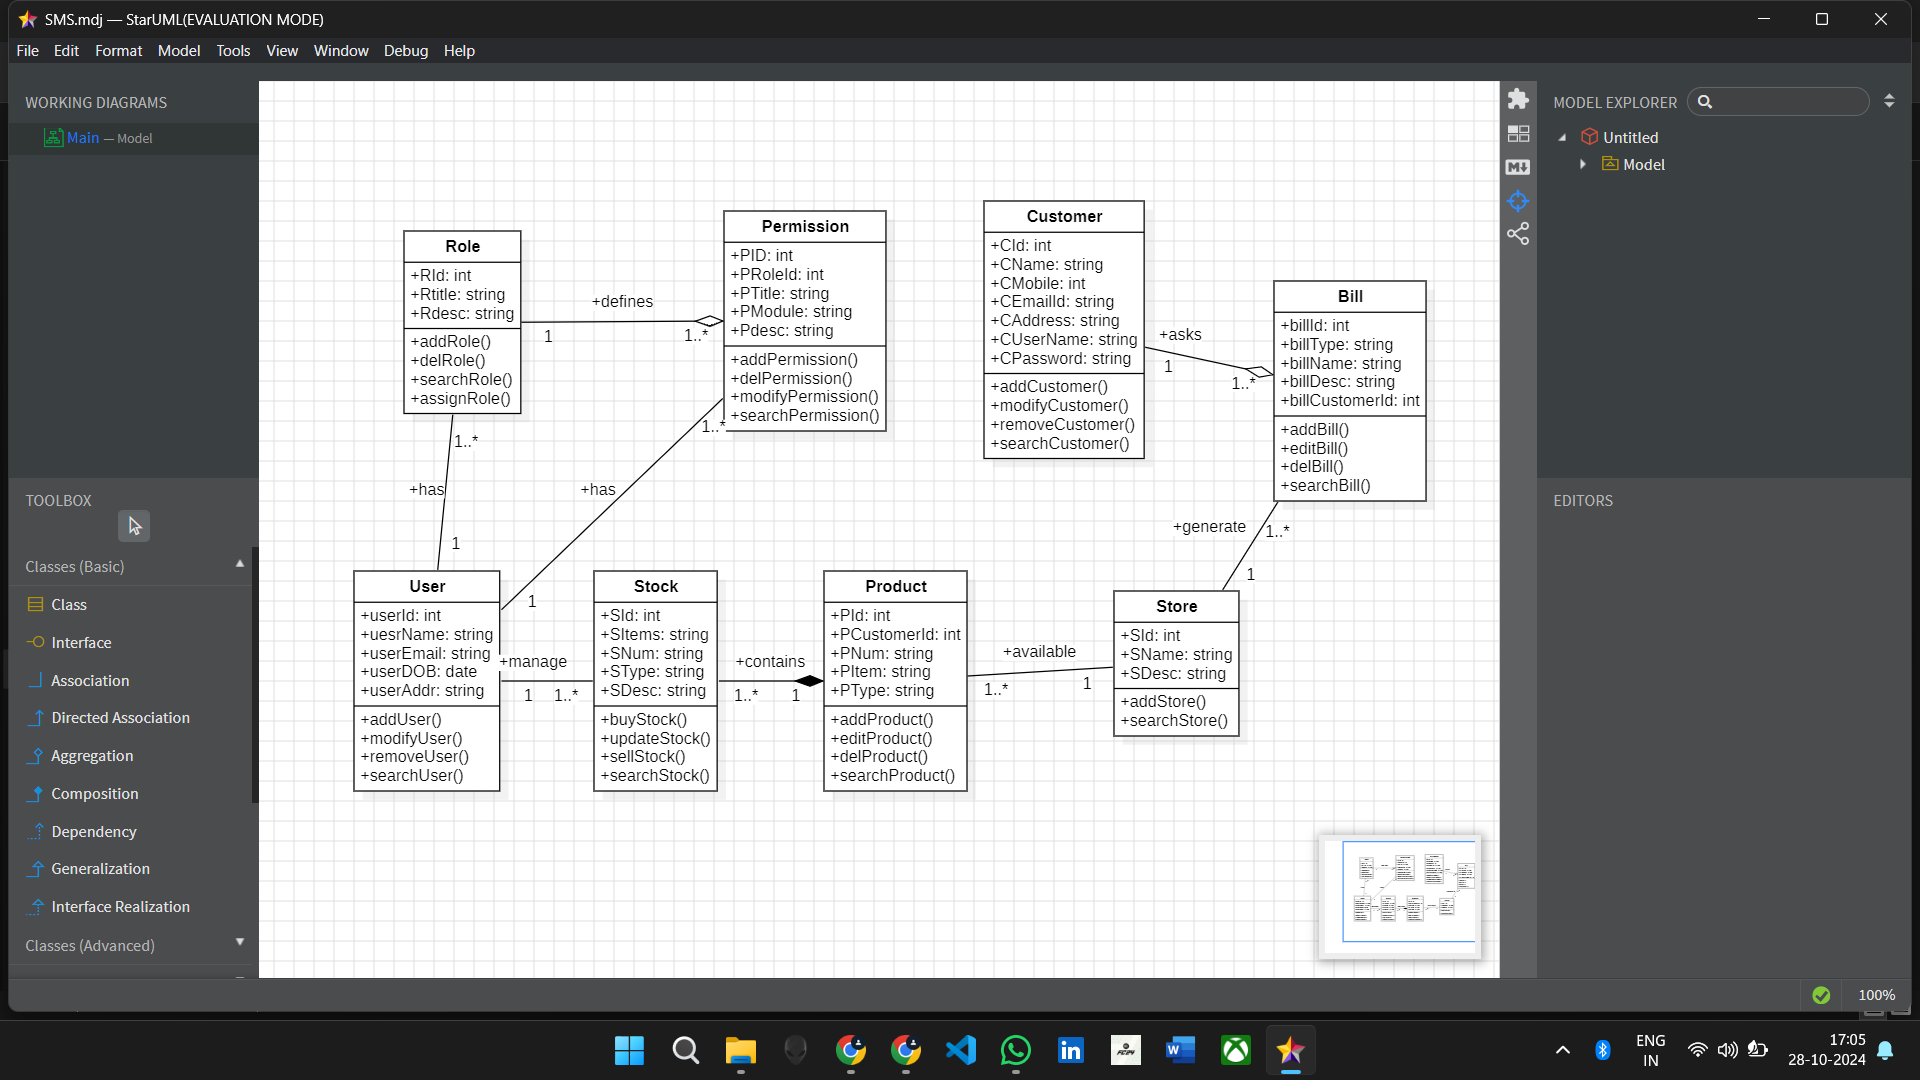 SMS.mdj — StarUML(EVALUATION MODE)
File Edit Format Model Tools View Window Debug Help
WORKING DIAGRAMS
Main — Model
TOOLBOX
Classes (Basic)
Class
Interface
Association
Directed Association
Aggregation
Composition
Dependency
Generalization
Interface Realization
Classes (Advanced)
Role
+RId: int
+Rtitle: string
+Rdesc: string
+addRole()
+delRole()
+searchRole()
+assignRole()
+defines
1
1..*
Permission
+PID: int
+PRoleId: int
+PTitle: string
+PModule: string
+Pdesc: string
+addPermission()
+delPermission()
+modifyPermission()
+searchPermission()
Customer
+CId: int
+CName: string
+CMobile: int
+CEmailId: string
+CAddress: string
+CUserName: string
+CPassword: string
+addCustomer()
+modifyCustomer()
+removeCustomer()
+searchCustomer()
+asks
1
1..*
Bill
+billId: int
+billType: string
+billName: string
+billDesc: string
+billCustomerId: int
+addBill()
+editBill()
+delBill()
+searchBill()
1..*
+has
1
1..*
+has
1
+generate
1..*
1
User
+userId: int
+uesrName: string
+userEmail: string
+userDOB: date
+userAddr: string
+addUser()
+modifyUser()
+removeUser()
+searchUser()
+manage
1
1..*
Stock
+SId: int
+SItems: string
+SNum: string
+SType: string
+SDesc: string
+buyStock()
+updateStock()
+sellStock()
+searchStock()
+contains
1..*
1
Product
+PId: int
+PCustomerId: int
+PNum: string
+PItem: string
+PType: string
+addProduct()
+editProduct()
+delProduct()
+searchProduct()
+available
1..*
1
Store
+SId: int
+SName: string
+SDesc: string
+addStore()
+searchStore()
MODEL EXPLORER
Untitled
Model
EDITORS
100%
ENG
IN
17:05
28-10-2024